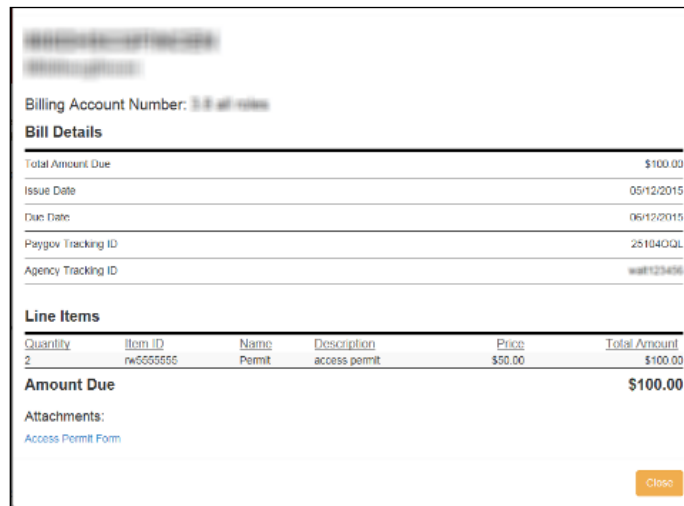 Billing Account Number:
Bill Details
Total Amount Due $100.00
Issue Date 05/12/2015
Due Date 06/12/2015
Paygov Tracking ID 25104OQL
Agency Tracking ID
Line Items
Quantity Item ID Name Description Price Total Amount
2 rw5555555 Permit access permit $50.00 $100.00
Amount Due $100.00
Attachments:
Access Permit Form
Close